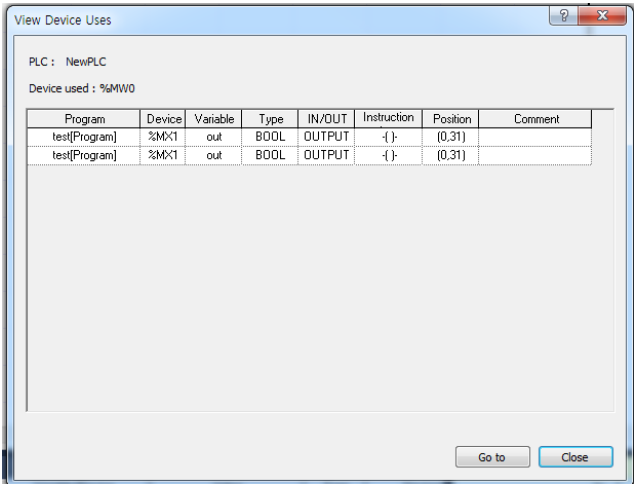 View Device Uses
PLC : NewPLC
Device used : %MW0
Program Device Variable Type IN/OUT Instruction Position Comment
test[Program] %MX1 out BOOL OUTPUT -( )- (0,31)
test[Program] %MX1 out BOOL OUTPUT -( )- (0,31)
Go to Close